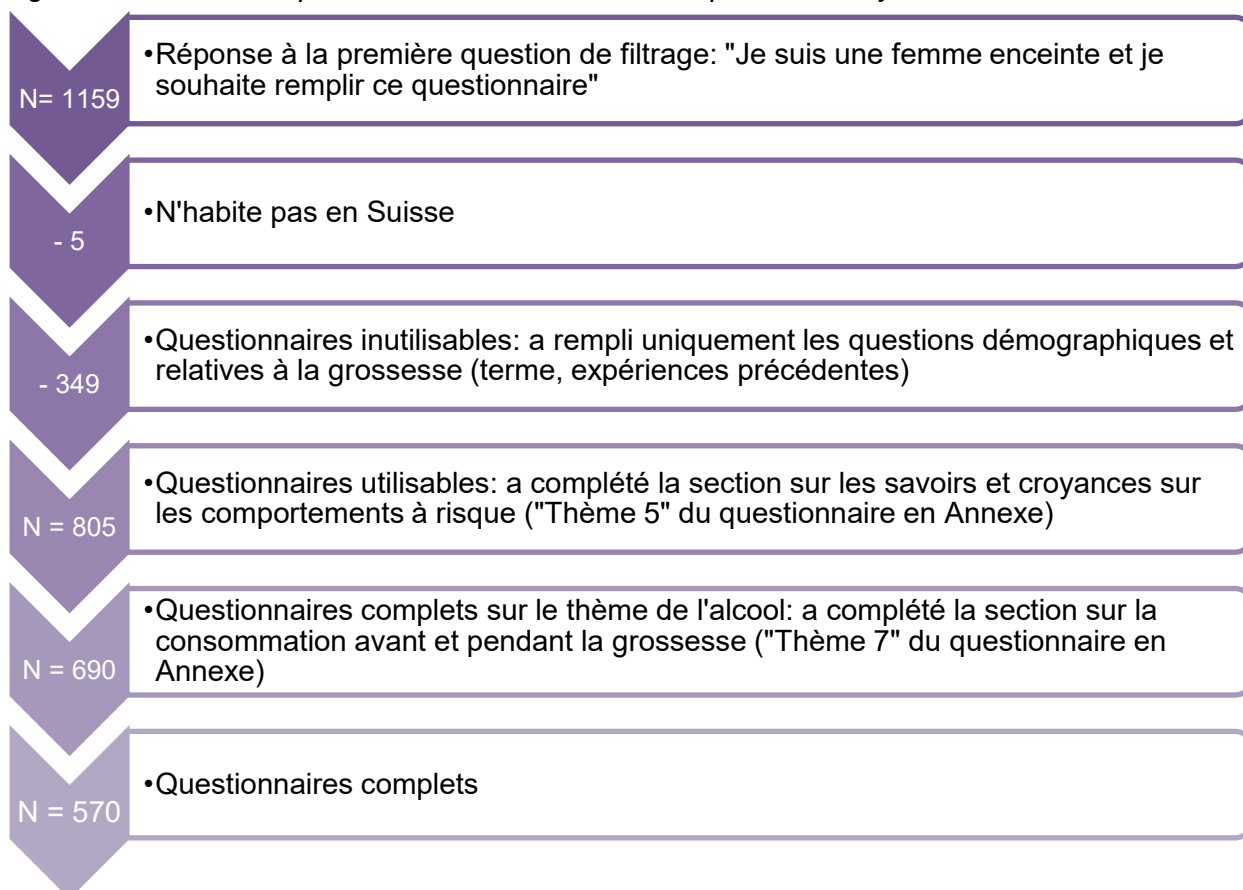 N= 1159
•Réponse à la première question de filtrage: "Je suis une femme enceinte et je
souhaite remplir ce questionnaire"
- 5
•N'habite pas en Suisse
- 349
•Questionnaires inutilisables: a rempli uniquement les questions démographiques et
relatives à la grossesse (terme, expériences précédentes)
N = 805
•Questionnaires utilisables: a complété la section sur les savoirs et croyances sur
les comportements à risque ("Thème 5" du questionnaire en Annexe)
N = 690
•Questionnaires complets sur le thème de l'alcool: a complété la section sur la
consommation avant et pendant la grossesse ("Thème 7" du questionnaire en
Annexe)
N = 570
•Questionnaires complets